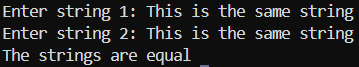 Enter string 1: This is the same string
Enter string 2: This is the same string
The strings are equal